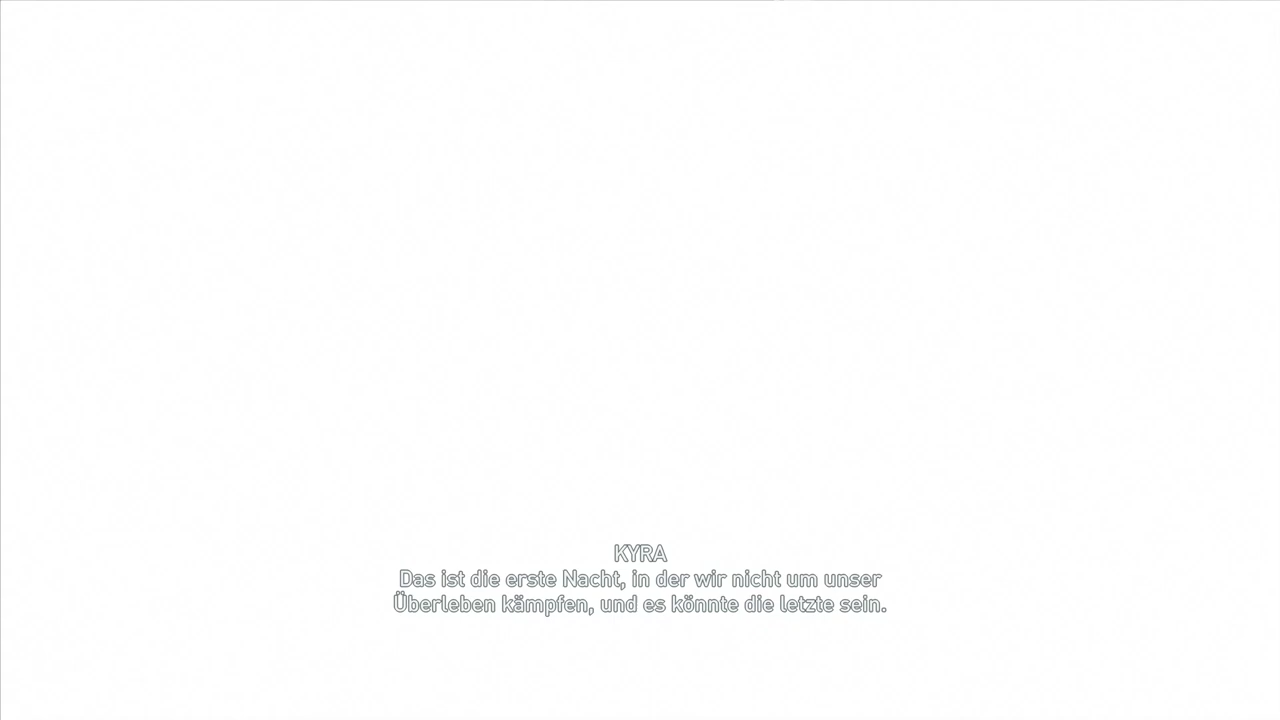 KYRA
Das ist die erste Nacht, in der wir nicht um unser
Überleben kämpfen, und es könnte die letzte sein.